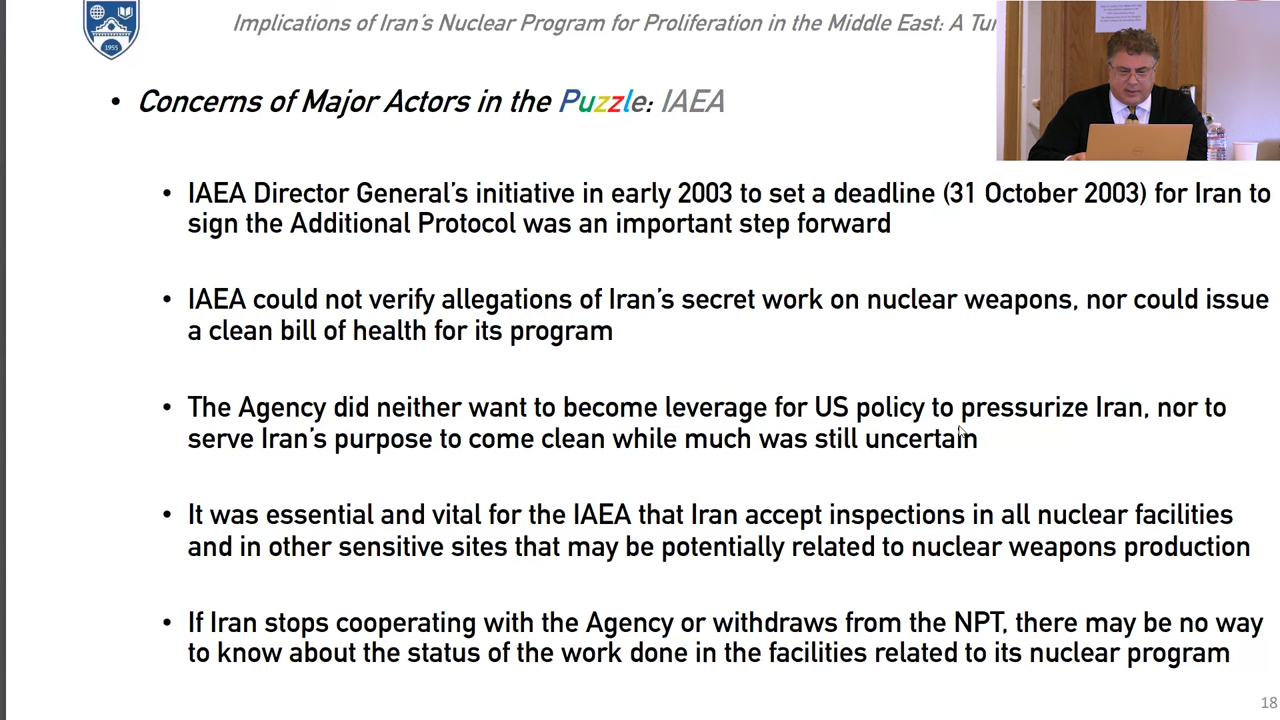 Implications of Iran's Nuclear Program for Proliferation in the Middle East: A Tur
1955
• Concerns of Major Actors in the Puzzle: IAEA
• IAEA Director General's initiative in early 2003 to set a deadline (31 October 2003) for Iran to
sign the Additional Protocol was an important step forward
• IAEA could not verify allegations of Iran's secret work on nuclear weapons, nor could issue
a clean bill of health for its program
• The Agency did neither want to become leverage for US policy to pressurize Iran, nor to
serve Iran's purpose to come clean while much was still uncertain
• It was essential and vital for the IAEA that Iran accept inspections in all nuclear facilities
and in other sensitive sites that may be potentially related to nuclear weapons production
• If Iran stops cooperating with the Agency or withdraws from the NPT, there may be no way
to know about the status of the work done in the facilities related to its nuclear program
18